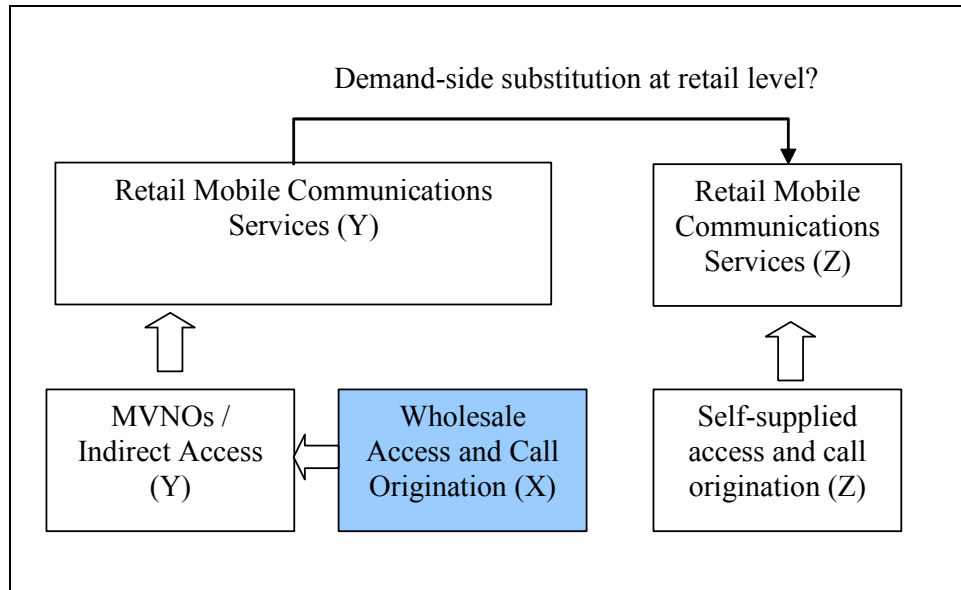 Demand-side substitution at retail level?
Retail Mobile Communications
Services (Y)
Retail Mobile
Communications
Services (Z)
MVNOs /
Indirect Access
(Y)
Wholesale
Access and Call
Origination (X)
Self-supplied
access and call
origination (Z)